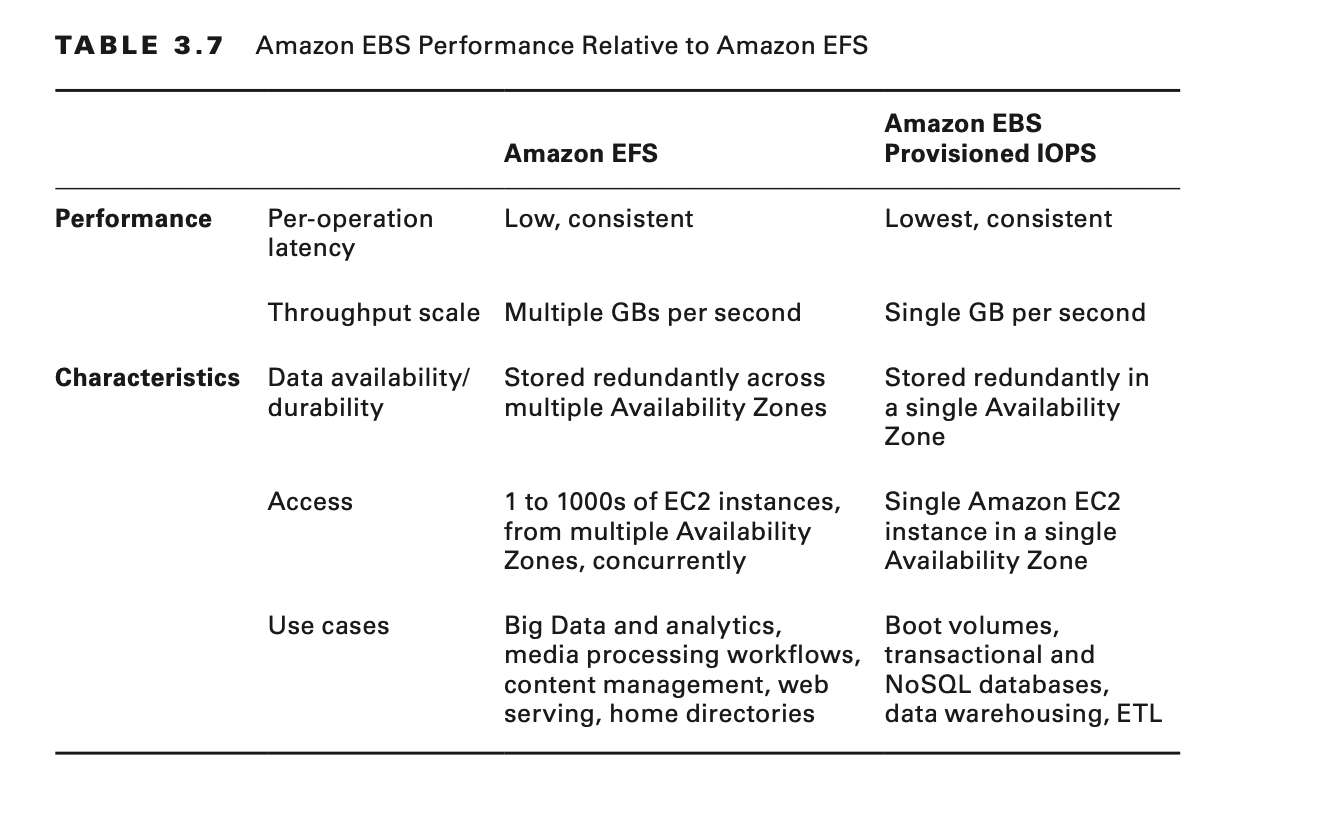 TABLE 3.7 Amazon EBS Performance Relative to Amazon EFS
Amazon EFS
Amazon EBS
Provisioned IOPS
Performance
Per-operation
latency
Low, consistent
Lowest, consistent
Throughput scale
Multiple GBs per second
Single GB per second
Characteristics
Data availability/
durability
Stored redundantly across
multiple Availability Zones
Stored redundantly in
a single Availability
Zone
Access
1 to 1000s of EC2 instances,
from multiple Availability
Zones, concurrently
Single Amazon EC2
instance in a single
Availability Zone
Use cases
Big Data and analytics,
media processing workflows,
content management, web
serving, home directories
Boot volumes,
transactional and
NoSQL databases,
data warehousing, ETL